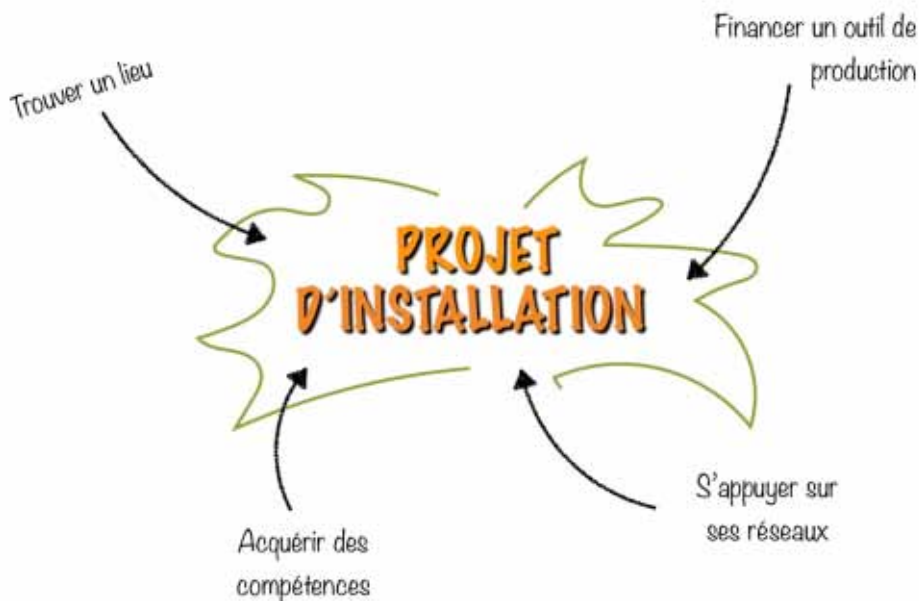 Trouver un lieu
Financer un outil de
production
PROJET
D'INSTALLATION
Acquérir des
compétences
S'appuyer sur
ses réseaux